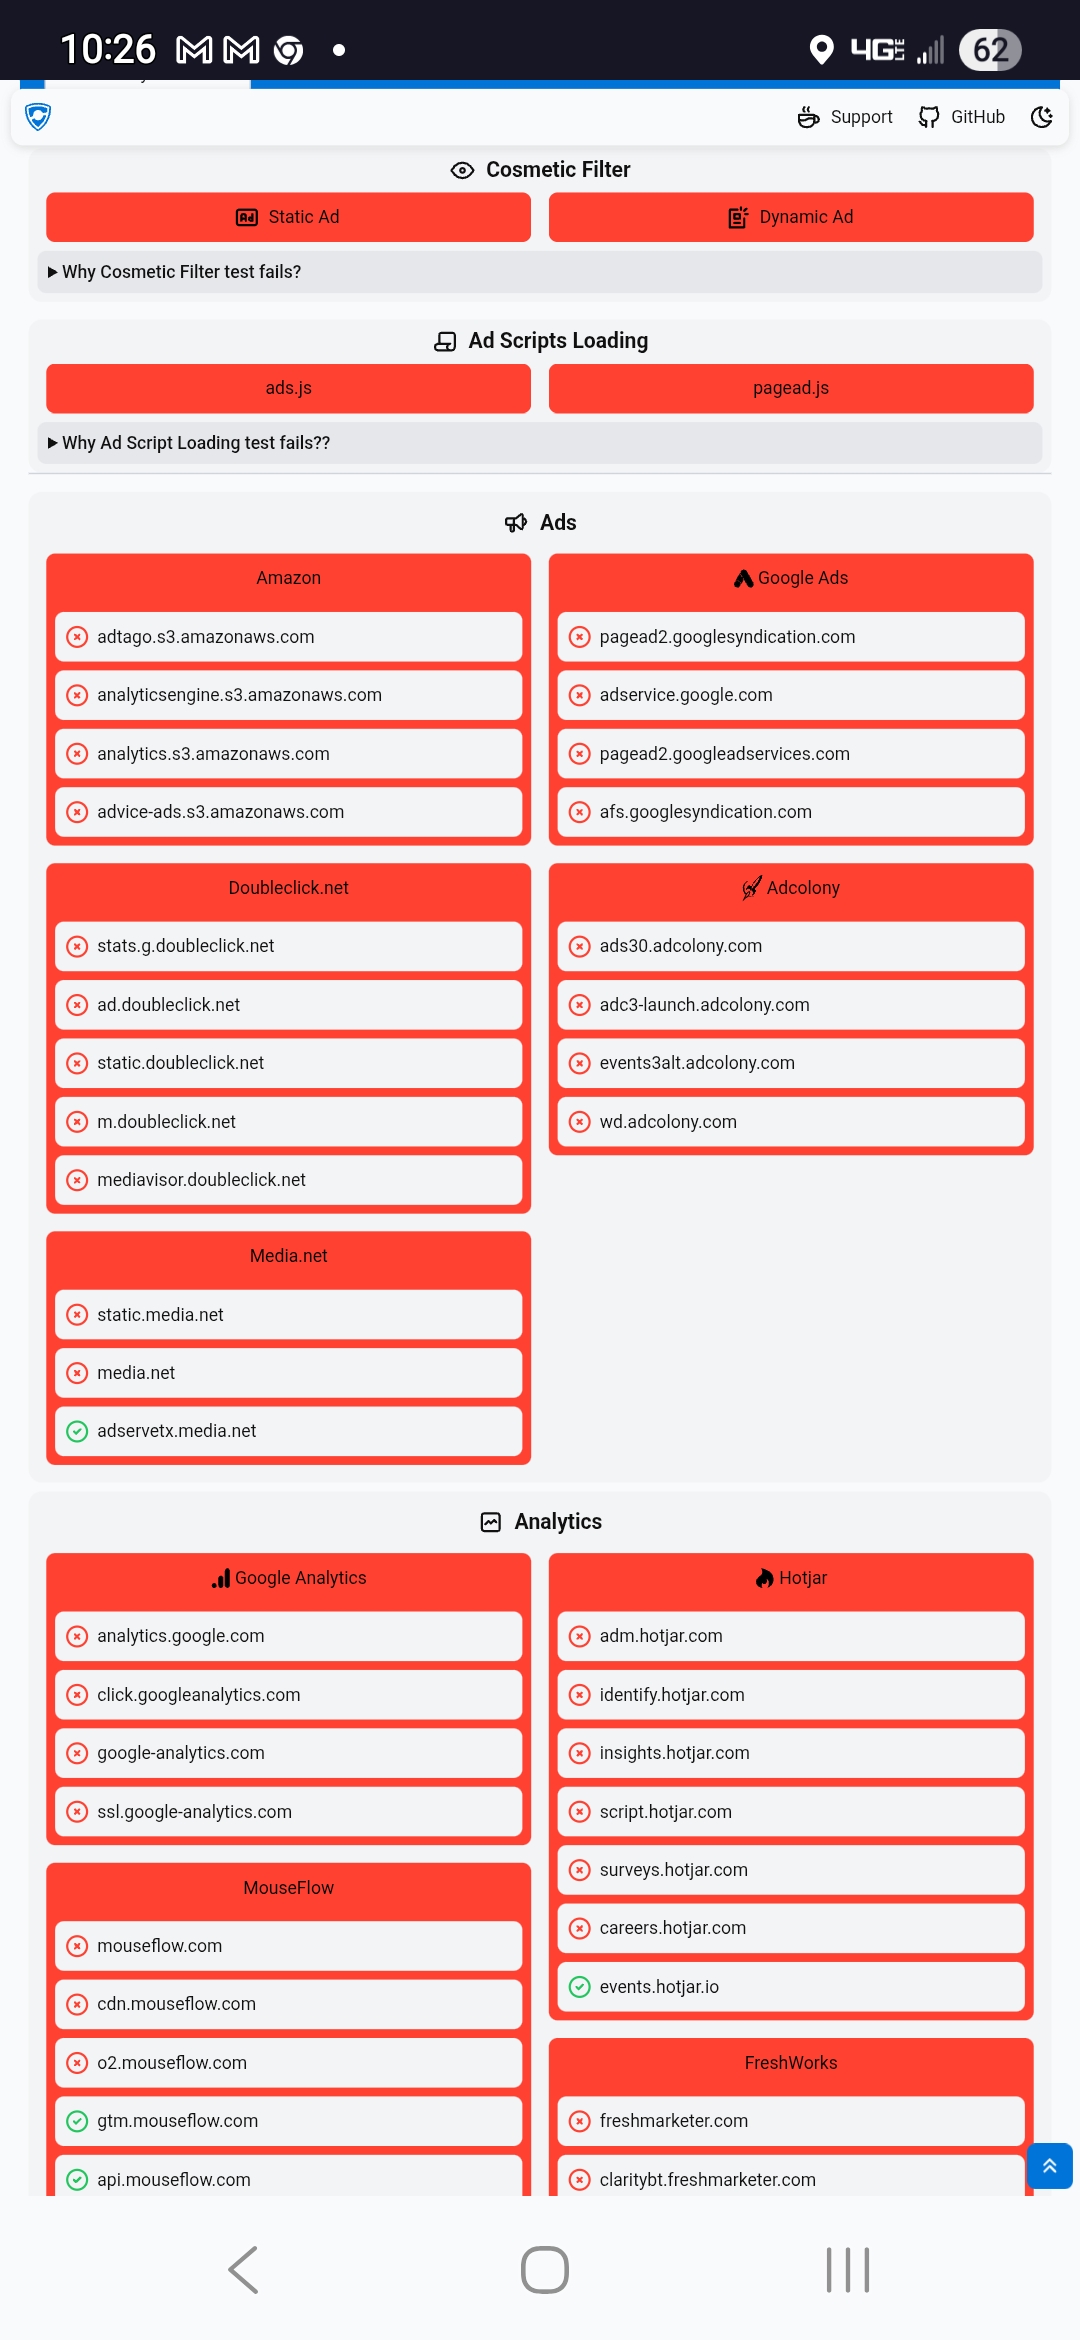 10:26
4G LTE
62
Support
GitHub
Cosmetic Filter
Ad Static Ad
Dynamic Ad
Why Cosmetic Filter test fails?
Ad Scripts Loading
ads.js
pagead.js
Why Ad Script Loading test fails??
Ads
Amazon
adtago.s3.amazonaws.com
analyticsengine.s3.amazonaws.com
analytics.s3.amazonaws.com
advice-ads.s3.amazonaws.com
Google Ads
pagead2.googlesyndication.com
adservice.google.com
pagead2.googleadservices.com
afs.googlesyndication.com
Doubleclick.net
stats.g.doubleclick.net
ad.doubleclick.net
static.doubleclick.net
m.doubleclick.net
mediavisor.doubleclick.net
Adcolony
ads30.adcolony.com
adc3-launch.adcolony.com
events3alt.adcolony.com
wd.adcolony.com
Media.net
static.media.net
media.net
adservetx.media.net
Analytics
Google Analytics
analytics.google.com
click.googleanalytics.com
google-analytics.com
ssl.google-analytics.com
Hotjar
adm.hotjar.com
identify.hotjar.com
insights.hotjar.com
script.hotjar.com
surveys.hotjar.com
careers.hotjar.com
events.hotjar.io
MouseFlow
mouseflow.com
cdn.mouseflow.com
o2.mouseflow.com
gtm.mouseflow.com
api.mouseflow.com
FreshWorks
freshmarketer.com
claritybt.freshmarketer.com